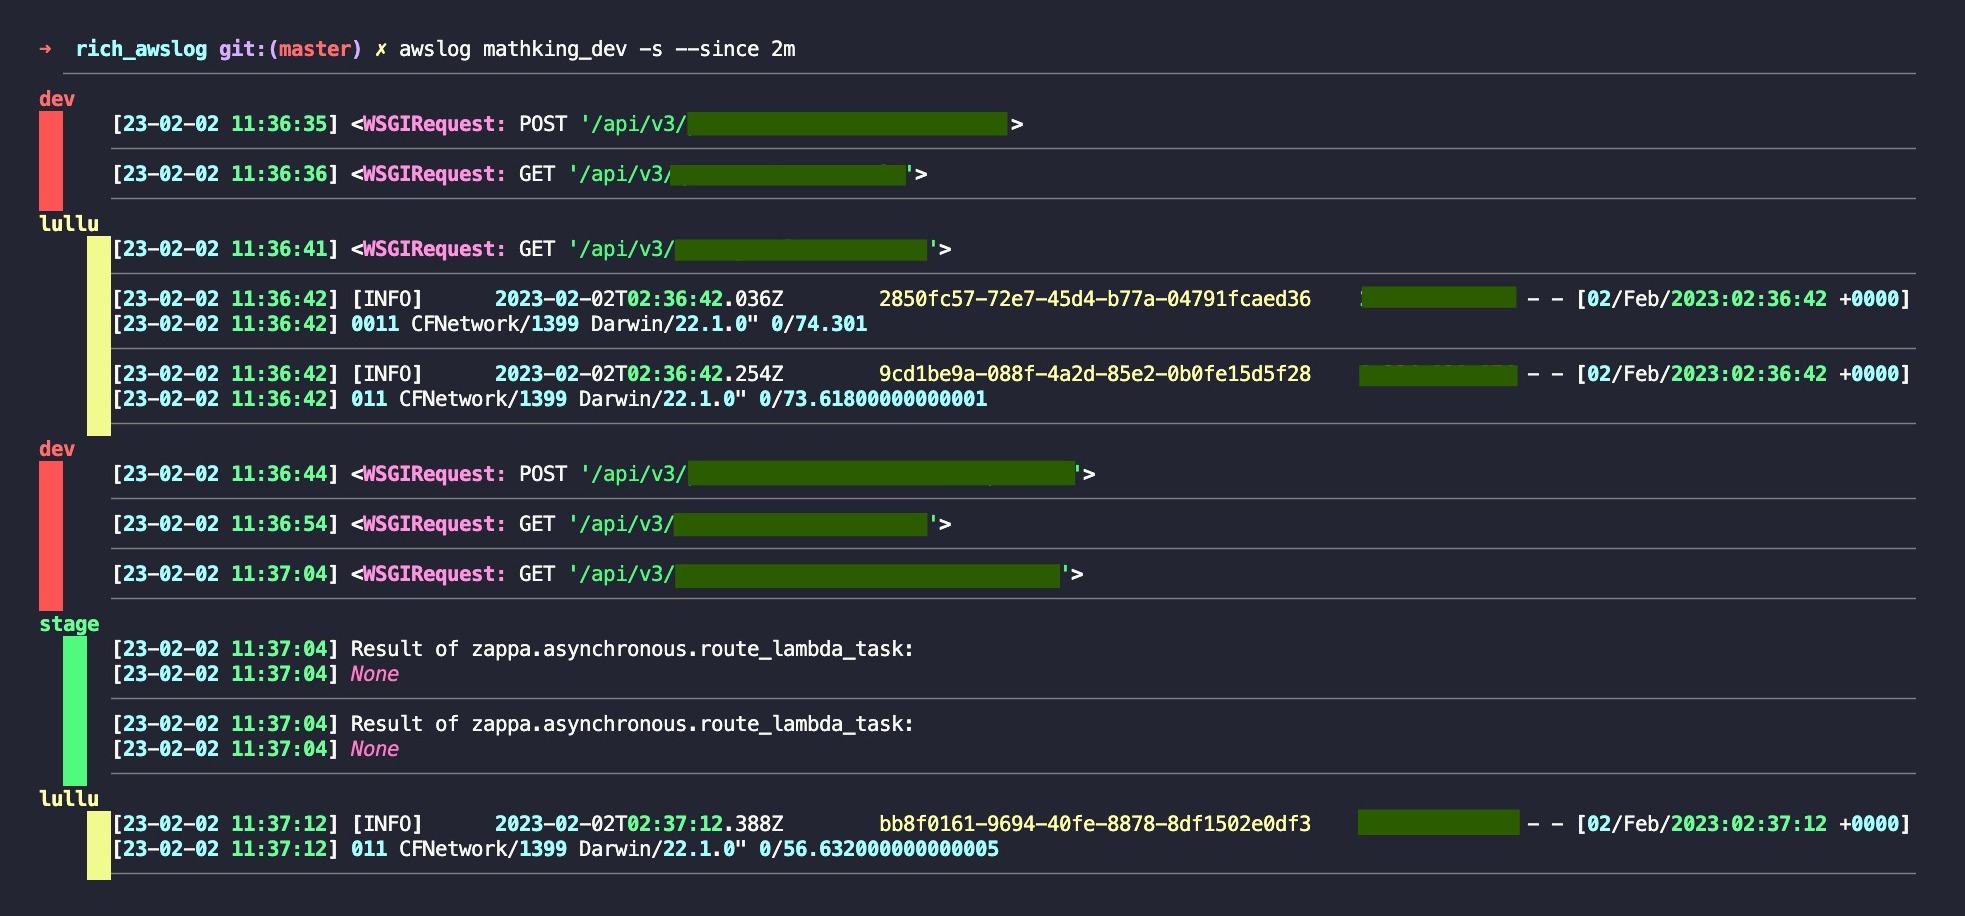 → rich_awslog git:(master) ✗ awslog mathking_dev -s --since 2m
dev
[23-02-02 11:36:35] <WSGIRequest: POST '/api/v3/ >
[23-02-02 11:36:36] <WSGIRequest: GET '/api/v3/ '>
lullu
[23-02-02 11:36:41] <WSGIRequest: GET '/api/v3/ '>
[23-02-02 11:36:42] [INFO] 2023-02-02T02:36:42.036Z 2850fc57-72e7-45d4-b77a-04791fcaed36 - - [02/Feb/2023:02:36:42 +0000]
[23-02-02 11:36:42] 0011 CFNetwork/1399 Darwin/22.1.0" 0/74.301
[23-02-02 11:36:42] [INFO] 2023-02-02T02:36:42.254Z 9cd1be9a-088f-4a2d-85e2-0b0fe15d5f28 - - [02/Feb/2023:02:36:42 +0000]
[23-02-02 11:36:42] 011 CFNetwork/1399 Darwin/22.1.0" 0/73.61800000000001
dev
[23-02-02 11:36:44] <WSGIRequest: POST '/api/v3/ '>
[23-02-02 11:36:54] <WSGIRequest: GET '/api/v3/ '>
[23-02-02 11:37:04] <WSGIRequest: GET '/api/v3/ '>
stage
[23-02-02 11:37:04] Result of zappa.asynchronous.route_lambda_task:
[23-02-02 11:37:04] None
[23-02-02 11:37:04] Result of zappa.asynchronous.route_lambda_task:
[23-02-02 11:37:04] None
lullu
[23-02-02 11:37:12] [INFO] 2023-02-02T02:37:12.388Z bb8f0161-9694-40fe-8878-8df1502e0df3 - - [02/Feb/2023:02:37:12 +0000]
[23-02-02 11:37:12] 011 CFNetwork/1399 Darwin/22.1.0" 0/56.632000000000005